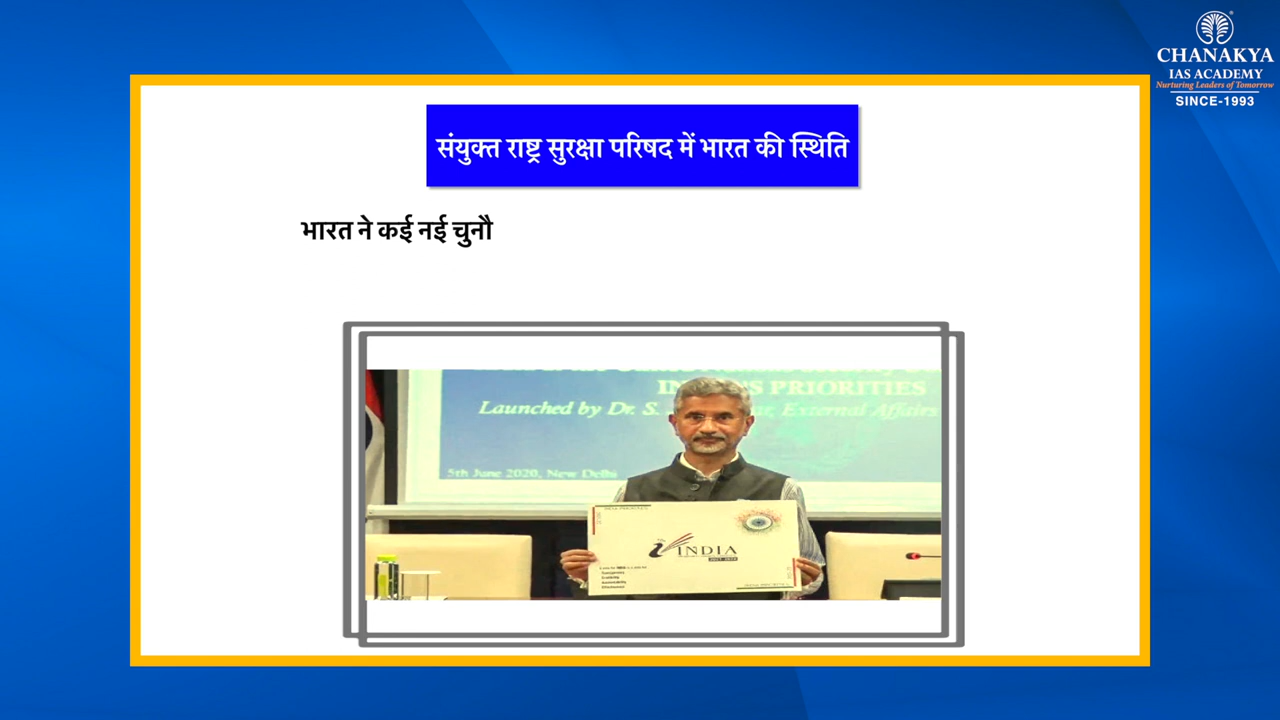 CHANAKYA
IAS ACADEMY
Nurturing Leaders of Tomorrow
SINCE-1993
संयुक्त राष्ट्र सुरक्षा परिषद में भारत की स्थिति
भारत ने कई नई चुनौ
PRIORITIES
Launched by Dr. S. External Affairs
5th June 2020, New Delhi
INDIA